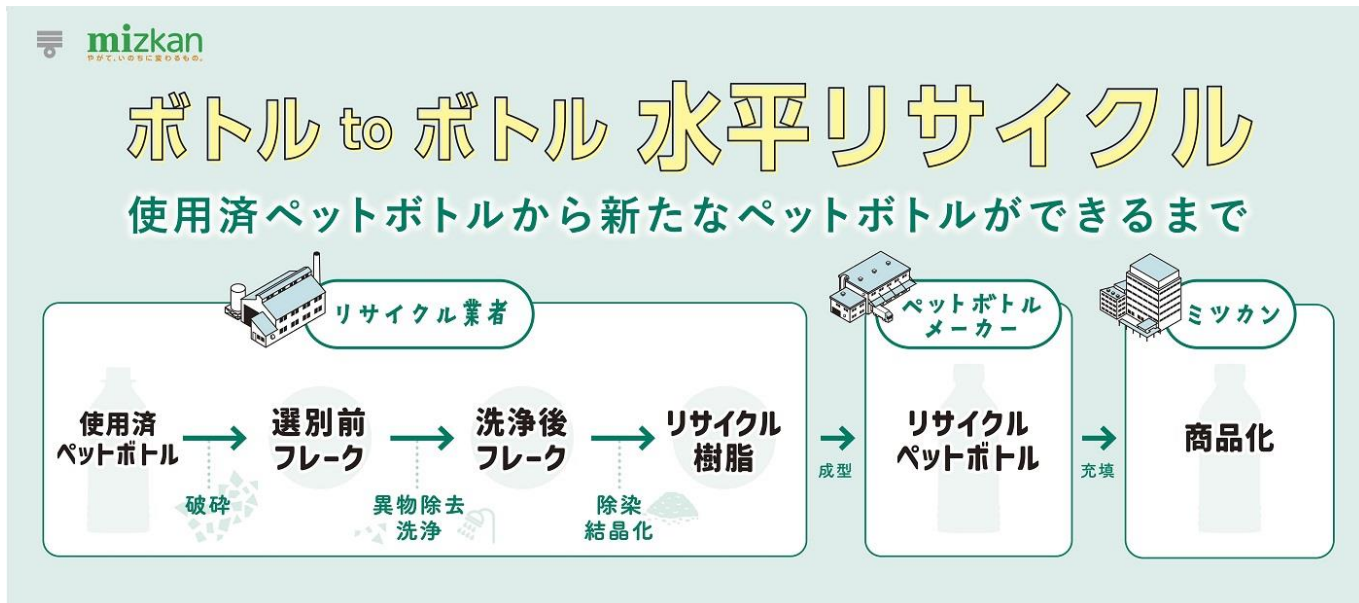 mizkan
やがて、いのちに変わるもの。
ボトル to ボトル 水平リサイクル
使用済ペットボトルから新たなペットボトルができるまで
リサイクル業者
使用済
ペットボトル
破砕
選別前
フレーク
異物除去
洗浄
洗浄後
フレーク
除染
結晶化
リサイクル
樹脂
成型
ペットボトル
メーカー
リサイクル
ペットボトル
充填
ミツカン
商品化